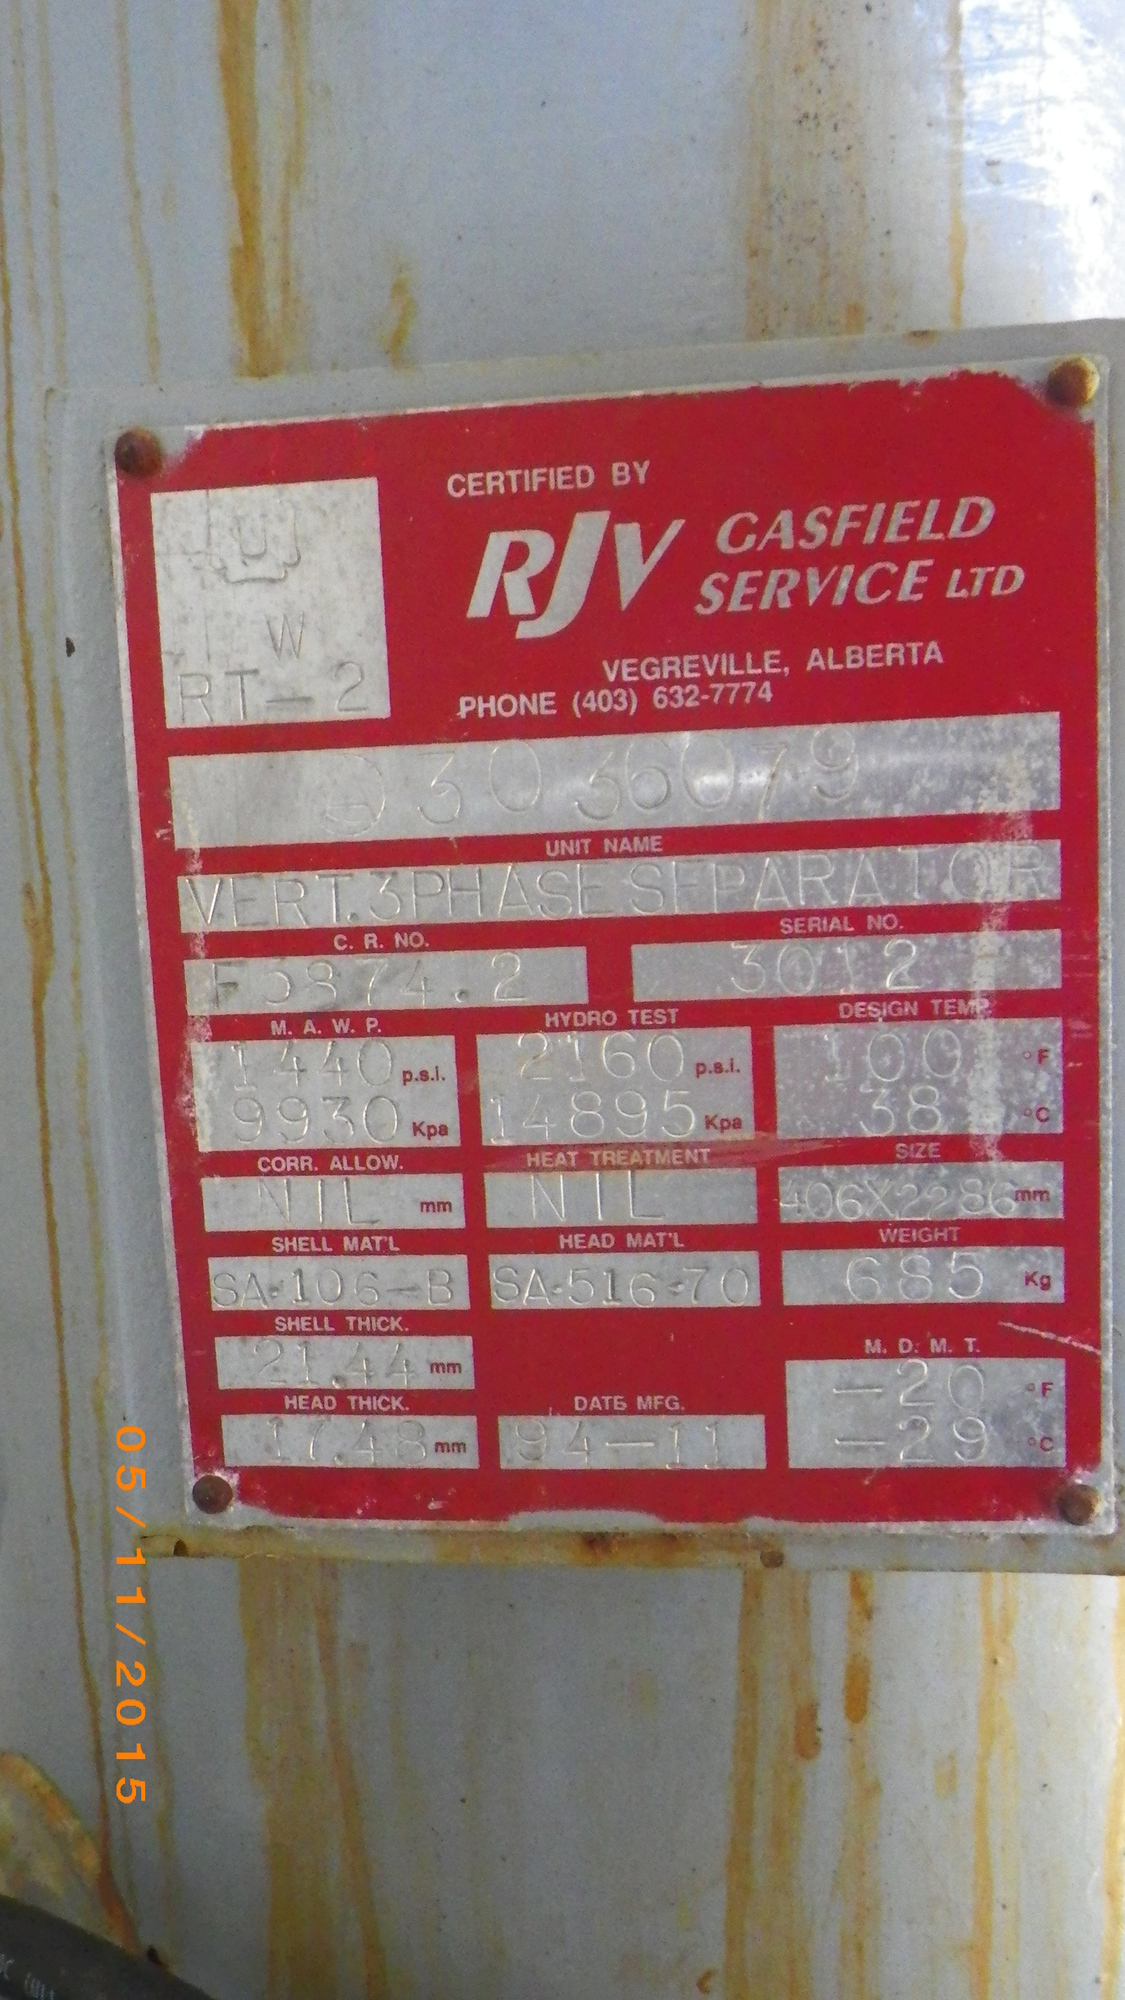 U
W
RT-2
CERTIFIED BY
RJV GASFIELD
SERVICE LTD
VEGREVILLE, ALBERTA
PHONE (403) 632-7774
3036079
UNIT NAME
VERT.3PHASE SEPARATOR
C. R. NO.
SERIAL NO.
3012
M. A. W. P.
HYDRO TEST
DESIGN TEMP.
1440 p.s.i.
2160 p.s.i.
100 °F
9930 Kpa
14895 Kpa
38 °C
CORR. ALLOW.
HEAT TREATMENT
SIZE
NIL mm
NIL
406X2286 mm
SHELL MAT'L
HEAD MAT'L
WEIGHT
SA-106-B
SA-516-70
685 Kg
SHELL THICK.
21.44 mm
M. D. M. T.
-20 °F
HEAD THICK.
DATE MFG.
17.48 mm
94-11
-29 °C
05/11/2015